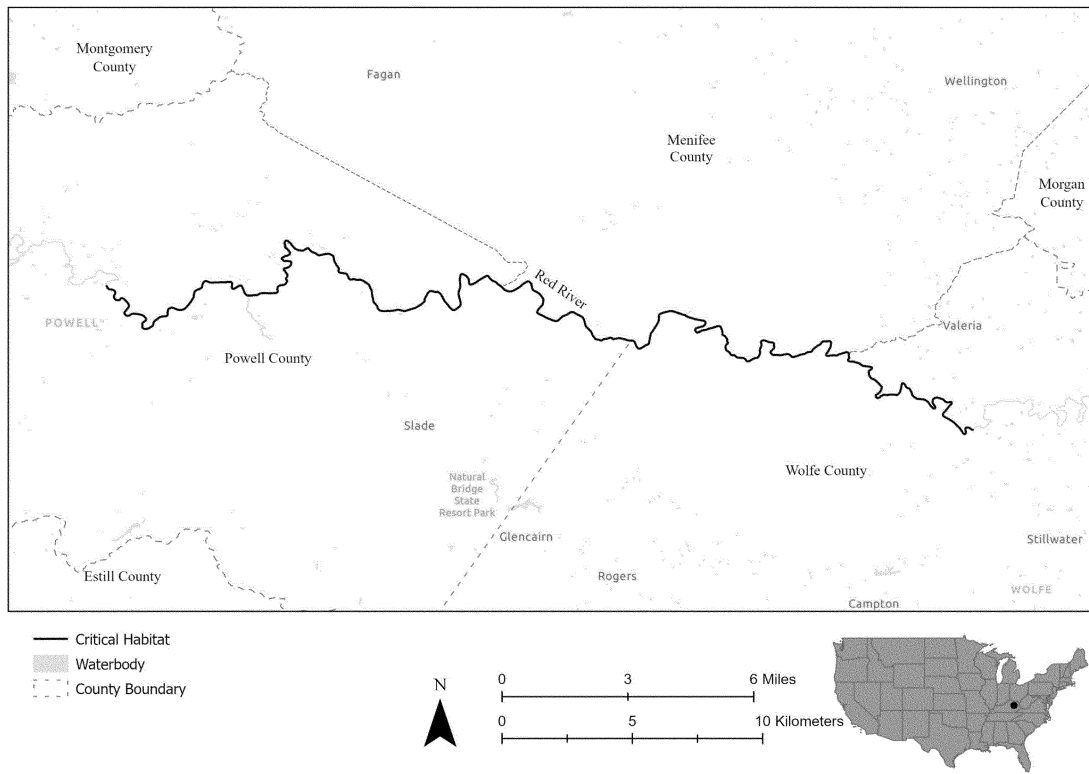 Montgomery
County
Fagan
Wellington
Menifee
County
Morgan
County
Red River
POWELL
Valeria
Powell County
Slade
Wolfe County
Natural
Bridge
State
Resort Park
Glencairn
Stillwater
Estill County
Rogers
WOLFE
Campton
Critical Habitat
Waterbody
County Boundary
N
0 3 6 Miles
0 5 10 Kilometers